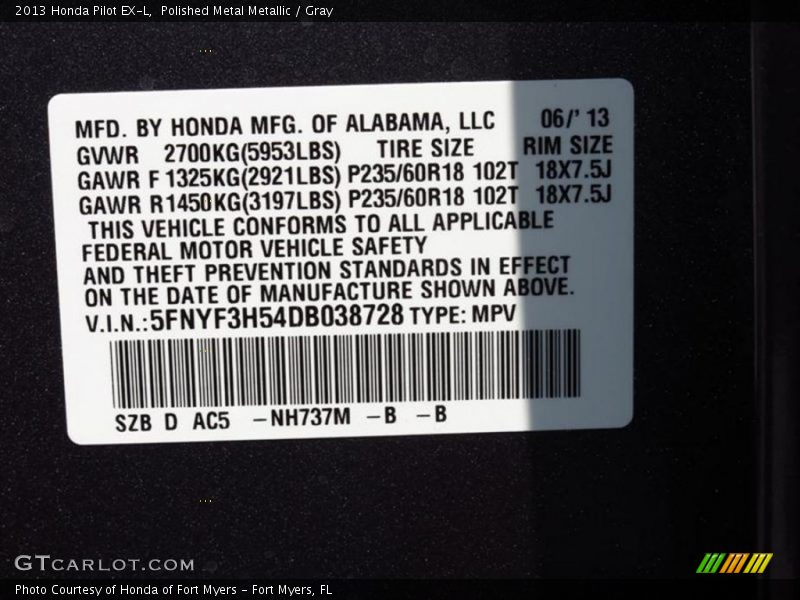 2013 Honda Pilot EX-L, Polished Metal Metallic / Gray
MFD. BY HONDA MFG. OF ALABAMA, LLC 06/' 13
GVWR 2700KG(5953LBS) TIRE SIZE RIM SIZE
GAWR F 1325KG(2921LBS) P235/60R18 102T 18X7.5J
GAWR R 1450KG(3197LBS) P235/60R18 102T 18X7.5J
THIS VEHICLE CONFORMS TO ALL APPLICABLE
FEDERAL MOTOR VEHICLE SAFETY
AND THEFT PREVENTION STANDARDS IN EFFECT
ON THE DATE OF MANUFACTURE SHOWN ABOVE.
V.I.N.:5FNYF3H54DB038728 TYPE: MPV
SZB D AC5 -NH737M -B -B
GTCARLOT.COM
Photo Courtesy of Honda of Fort Myers - Fort Myers, FL